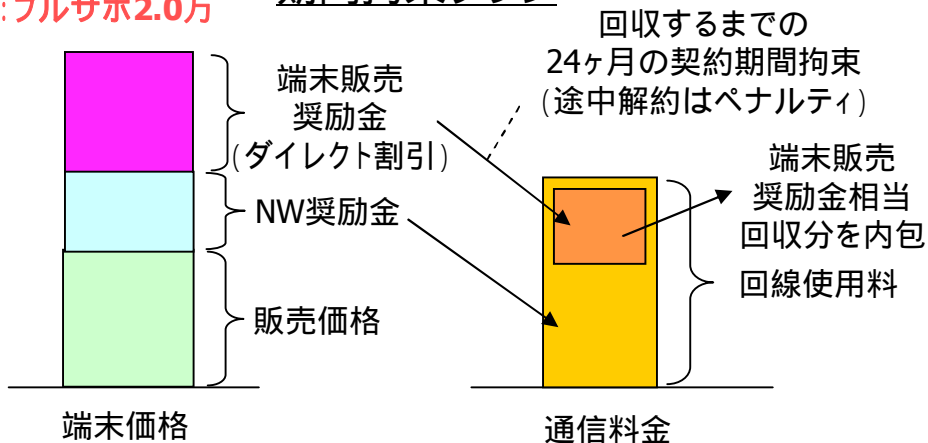 :フルサポ2.0万
回収するまでの
24ヶ月の契約期間拘束
(途中解約はペナルティ)
端末販売
奨励金
(ダイレクト割引)
NW奨励金
販売価格
端末価格
端末販売
奨励金相当
回収分を内包
回線使用料
通信料金